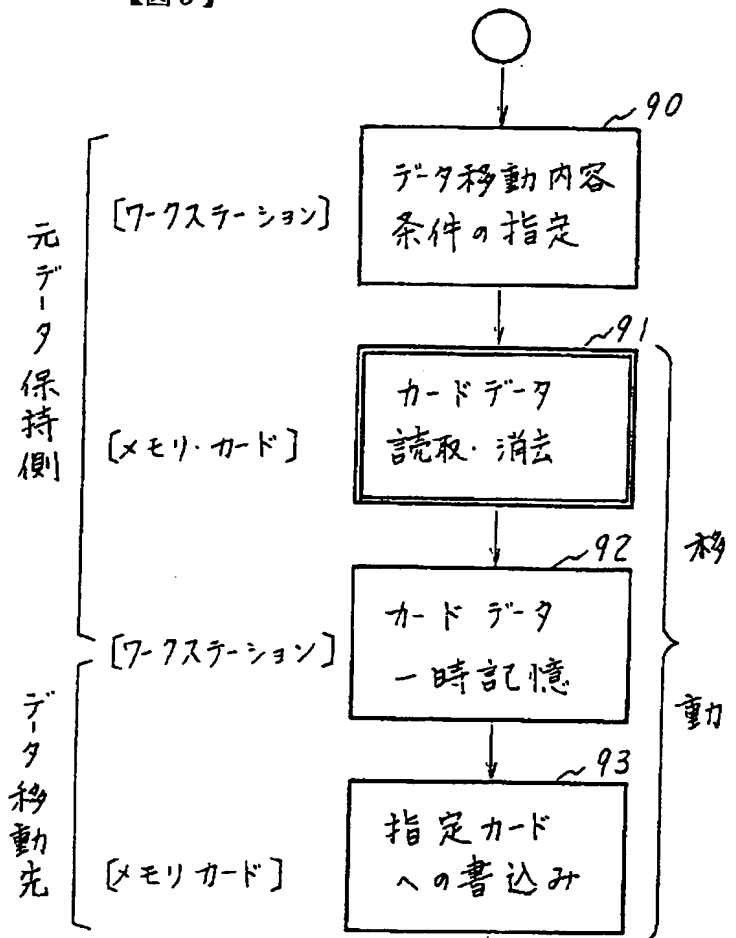 90
データ移動内容
条件の指定
[ワークステーション]
元データ保持側
91
カードデータ
読取・消去
[メモリ・カード]
92
カード データ
一時記憶
[ワークステーション]
移動
93
指定カード
への書込み
[メモリカード]
データ移動先